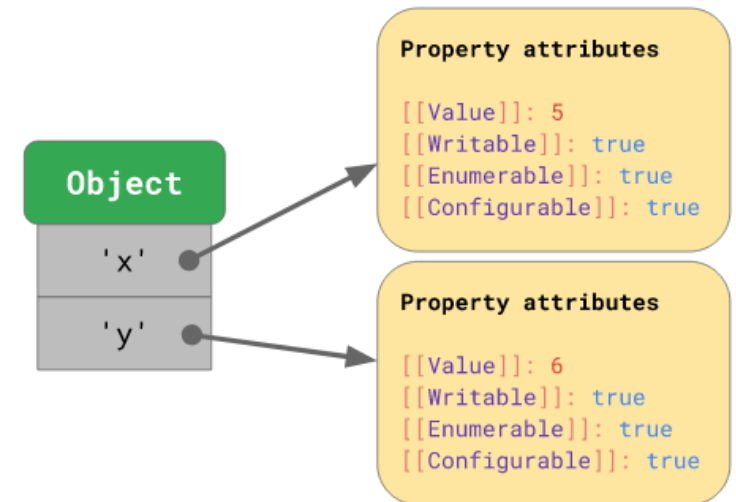 Object
'x'
'y'
Property attributes
[[Value]]: 5
[[Writable]]: true
[[Enumerable]]: true
[[Configurable]]: true
Property attributes
[[Value]]: 6
[[Writable]]: true
[[Enumerable]]: true
[[Configurable]]: true